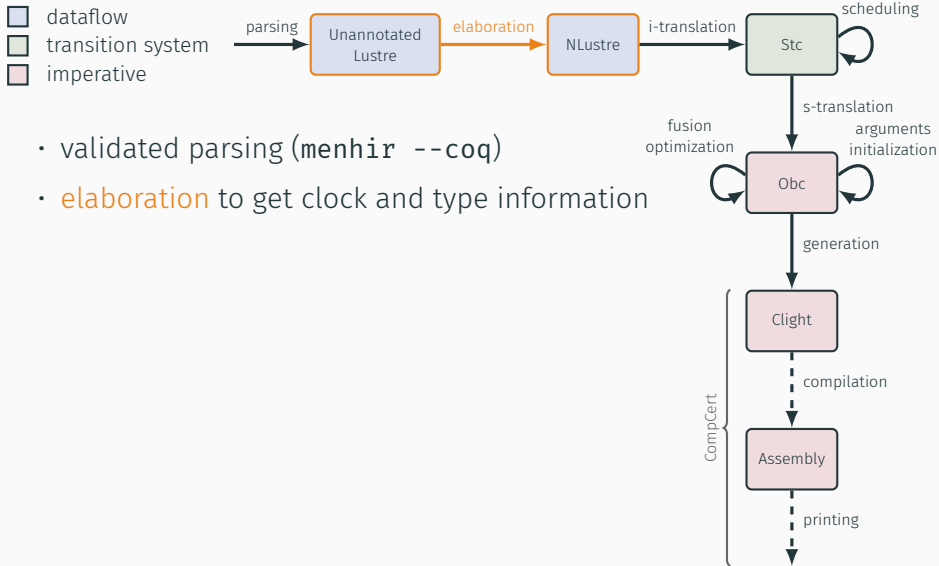 dataflow
transition system
imperative
parsing
Unannotated
Lustre
elaboration
NLustre
i-translation
Stc
scheduling
s-translation
fusion
optimization
arguments
initialization
Obc
generation
• validated parsing (menhir --coq)
• elaboration to get clock and type information
Clight
compilation
CompCert
Assembly
printing